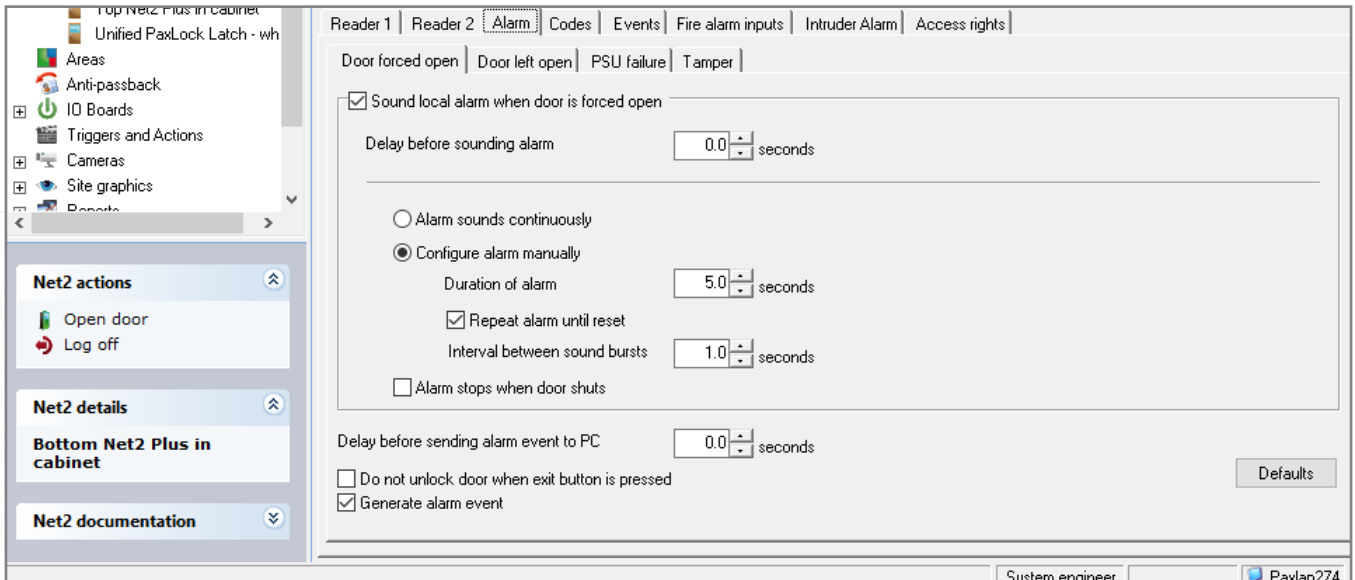 Top Net2 Plus in cabinet
Unified PaxLock Latch - wh
Areas
Anti-passback
IO Boards
Triggers and Actions
Cameras
Site graphics
Reports
Net2 actions
Open door
Log off
Net2 details
Bottom Net2 Plus in
cabinet
Net2 documentation
Reader 1 Reader 2 Alarm Codes Events Fire alarm inputs Intruder Alarm Access rights
Door forced open Door left open PSU failure Tamper
Sound local alarm when door is forced open
Delay before sounding alarm 0.0 seconds
Alarm sounds continuously
Configure alarm manually
Duration of alarm 5.0 seconds
Repeat alarm until reset
Interval between sound bursts 1.0 seconds
Alarm stops when door shuts
Delay before sending alarm event to PC 0.0 seconds
Do not unlock door when exit button is pressed
Defaults
Generate alarm event
System engineer Paxlap274